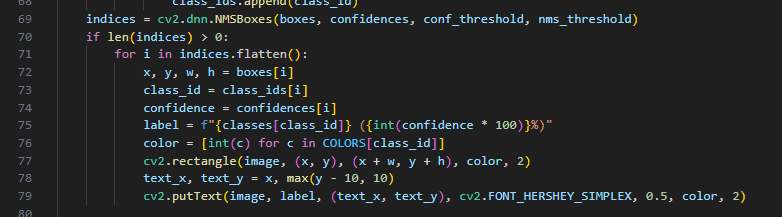 68 class_ids.append(class_id)
69 indices = cv2.dnn.NMSBoxes(boxes, confidences, conf_threshold, nms_threshold)
70 if len(indices) > 0:
71 for i in indices.flatten():
72 x, y, w, h = boxes[i]
73 class_id = class_ids[i]
74 confidence = confidences[i]
75 label = f"{classes[class_id]} ({int(confidence * 100)}%)"
76 color = [int(c) for c in COLORS[class_id]]
77 cv2.rectangle(image, (x, y), (x + w, y + h), color, 2)
78 text_x, text_y = x, max(y - 10, 10)
79 cv2.putText(image, label, (text_x, text_y), cv2.FONT_HERSHEY_SIMPLEX, 0.5, color, 2)
80